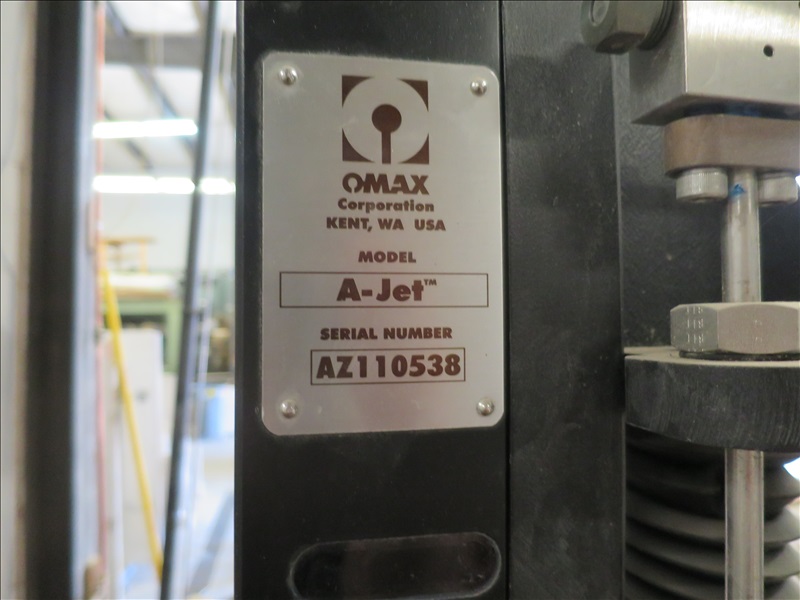 OMAX
Corporation
KENT, WA USA
MODEL
A-Jet™
SERIAL NUMBER
AZ110538